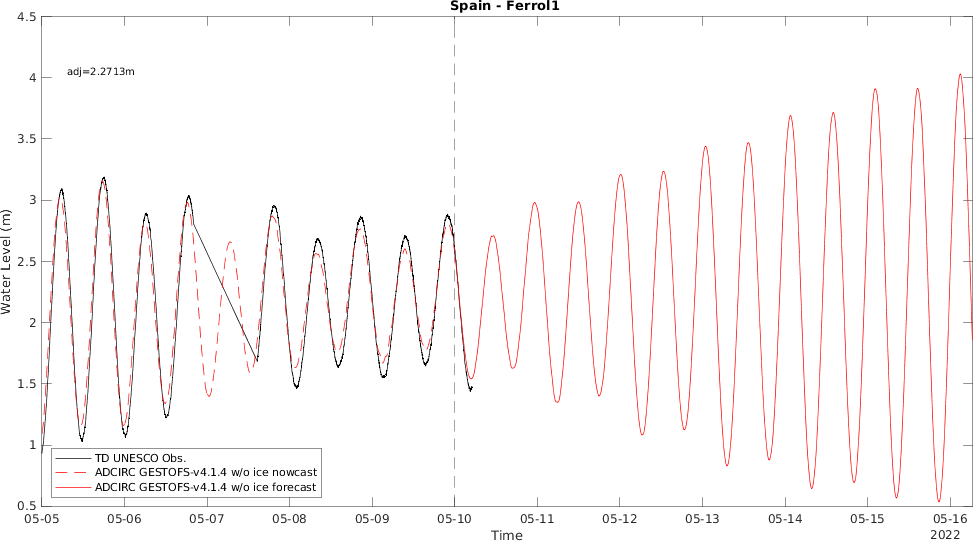 Spain - Ferrol1
4.5
4
3.5
3
2.5
2
1.5
1
0.5
Water Level (m)
adj=2.2713m
TD UNESCO Obs.
ADCIRC GESTOFS-v4.1.4 w/o ice nowcast
ADCIRC GESTOFS-v4.1.4 w/o ice forecast
05-05 05-06 05-07 05-08 05-09 05-10 05-11 05-12 05-13 05-14 05-15 05-16
Time
2022